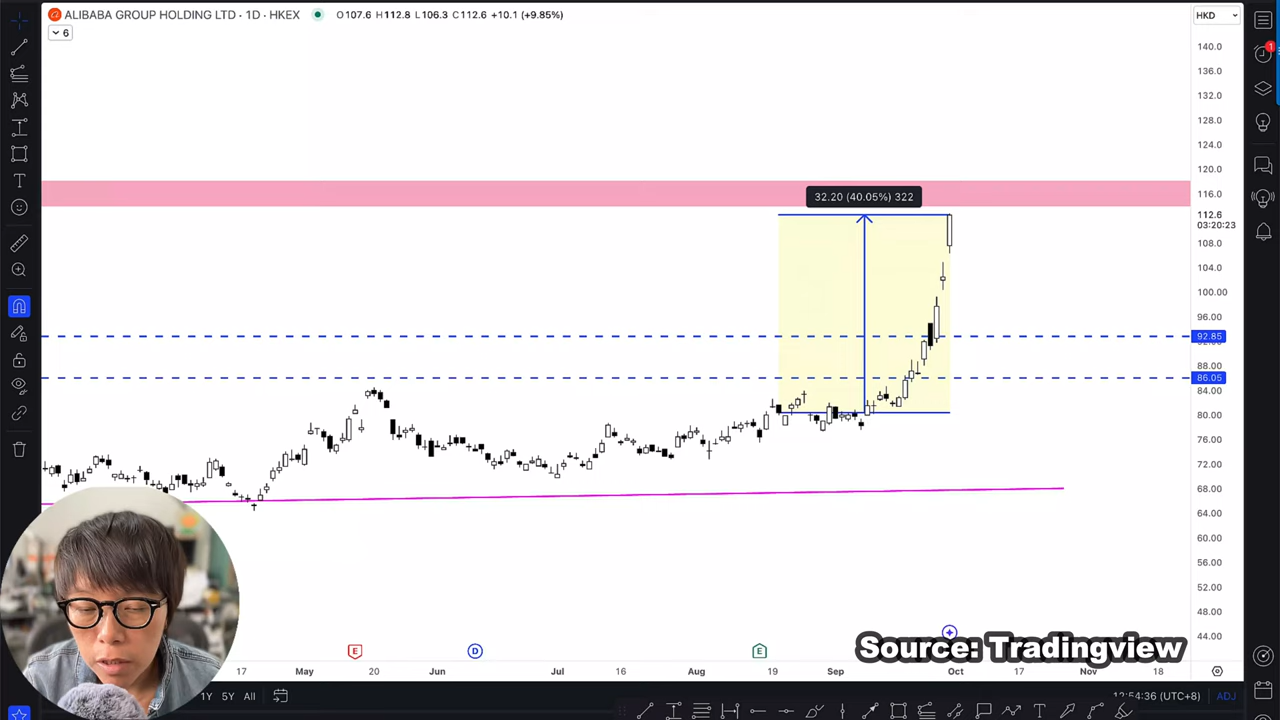 ALIBABA GROUP HOLDING LTD · 1D · HKEX O107.6 H112.8 L106.3 C112.6 +10.1 (+9.85%)
HKD
6
1
140.0
136.0
132.0
128.0
124.0
120.0
116.0
32.20 (40.05%) 322
112.6
03:20:23
108.0
104.0
100.00
96.00
92.85
88.00
86.05
84.00
80.00
76.00
72.00
68.00
64.00
60.00
56.00
52.00
48.00
44.00
E
D
E
Source: Tradingview
17
May
20
Jun
Jul
16
Aug
19
Sep
Oct
17
Nov
18
1Y 5Y All
12:54:36 (UTC+8) ADJ